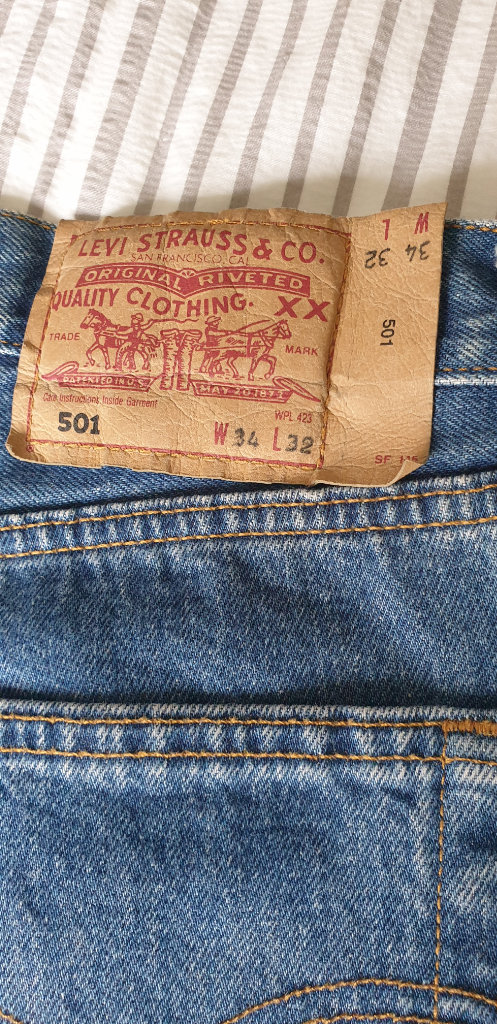 LEVI STRAUSS & CO.
SAN FRANCISCO, CAL
ORIGINAL RIVETED
QUALITY CLOTHING.
XX
TRADE MARK
PATENTED IN U.S.
MAY 20 1873
Care Instructions Inside Garment
WPL 423
501
W 34 L 32
W 34
L 32
501
SF